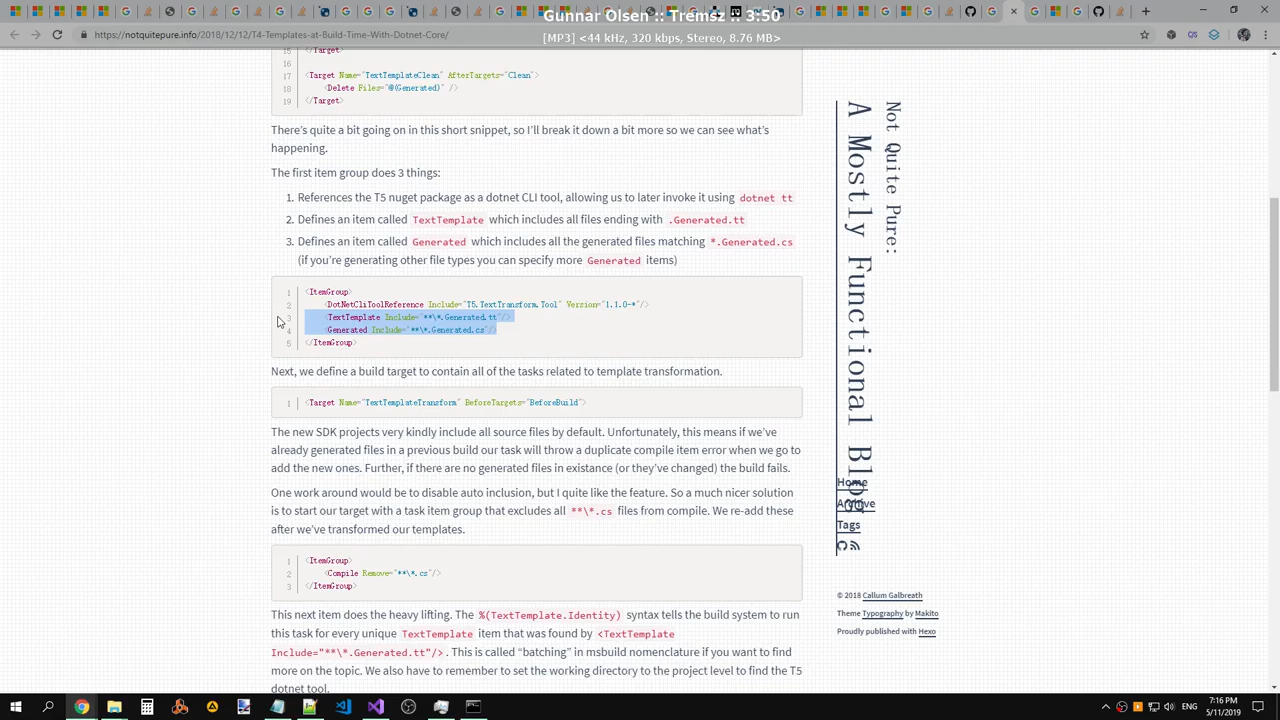 Gunnar Olsen :: Tremsz :: 3:50
[MP3] <44 kHz, 320 kbps, Stereo, 8.76 MB>
https://notquitepure.info/2018/12/12/T4-Templates-at-Build-Time-With-Dotnet-Core/
15 </Target>
16
17 <Target Name="TextTemplateClean" AfterTargets="Clean">
18 <Delete Files="@(Generated)" />
19 </Target>
There's quite a bit going on in this short snippet, so I'll break it down a bit more so we can see what's
happening.
The first item group does 3 things:
1. References the T5 nuget package as a dotnet CLI tool, allowing us to later invoke it using dotnet tt
2. Defines an item called TextTemplate which includes all files ending with .Generated.tt
3. Defines an item called Generated which includes all the generated files matching *.Generated.cs
(if you're generating other file types you can specify more Generated items)
1 <ItemGroup>
2 <DotNetCliToolReference Include="T5.TextTransform.Tool" Version="1.1.0-*"/>
3 <TextTemplate Include="**\*.Generated.tt"/>
4 <Generated Include="**\*.Generated.cs"/>
5 </ItemGroup>
Next, we define a build target to contain all of the tasks related to template transformation.
1 <Target Name="TextTemplateTransform" BeforeTargets="BeforeBuild">
The new SDK projects very kindly include all source files by default. Unfortunately, this means if we've
already generated files in a previous build our task will throw a duplicate compile item error when we go to
add the new ones. Further, if there are no generated files in existance (or they've changed) the build fails.
One work around would be to disable auto inclusion, but I quite like the feature. So a much nicer solution
is to start our target with a task item group that excludes all **\*.cs files from compile. We re-add these
after we've transformed our templates.
1 <ItemGroup>
2 <Compile Remove="**\*.cs"/>
3 </ItemGroup>
This next item does the heavy lifting. The %(TextTemplate.Identity) syntax tells the build system to run
this task for every unique TextTemplate item that was found by <TextTemplate
Include="**\*.Generated.tt"/>. This is called "batching" in msbuild nomenclature if you want to find
more on the topic. We also have to remember to set the working directory to the project level to find the T5
dotnet tool.
Not Quite Pure:
A Mostly Functional Blog
Home
Archive
Tags
© 2018 Callum Galbreath
Theme Typography by Makito
Proudly published with Hexo
ENG
7:16 PM
5/11/2019